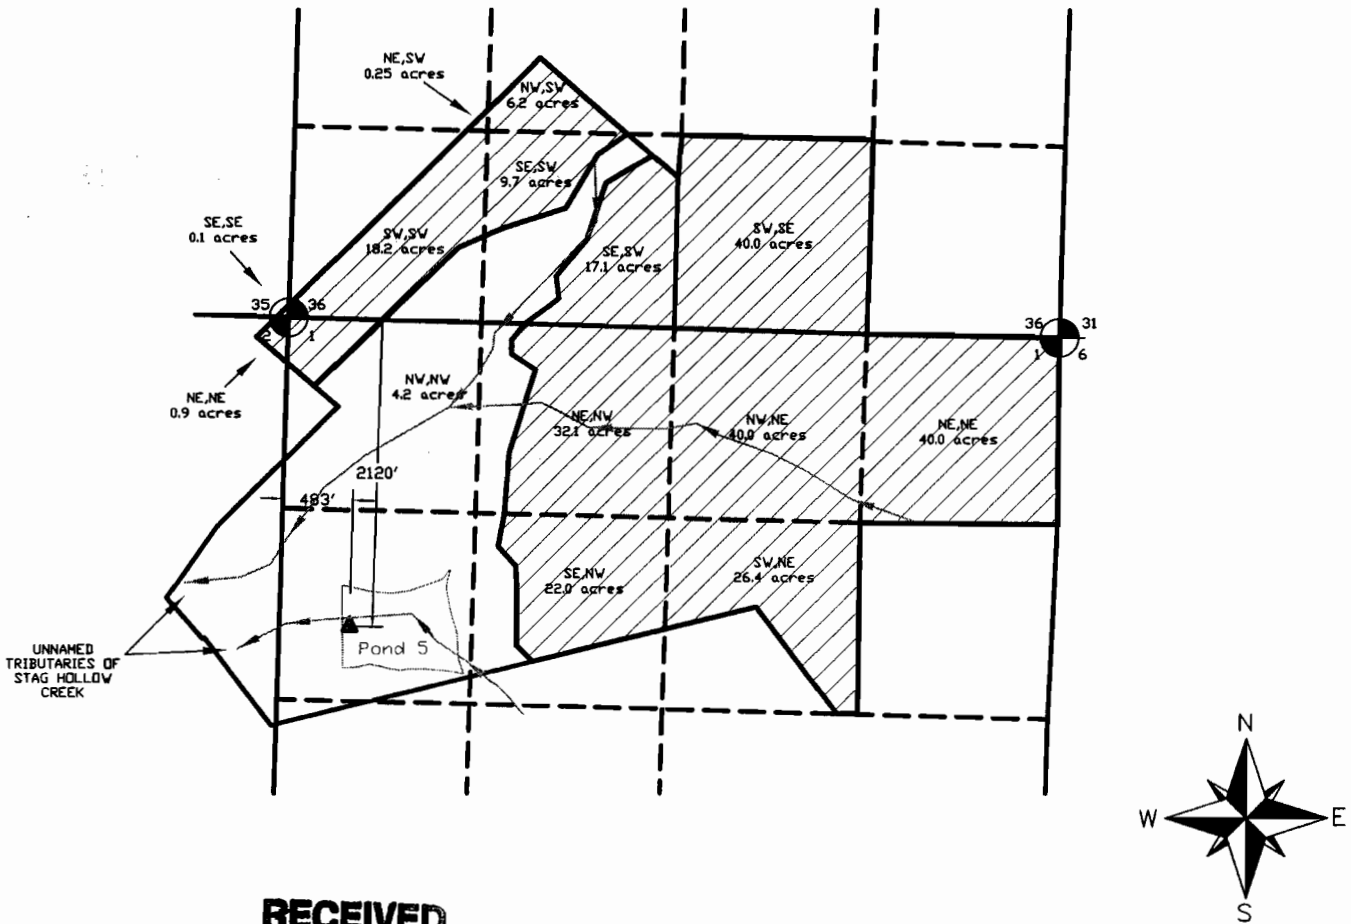 NE,SW
0.25 acres
NW,SW
6.2 acres
SE,SW
9.7 acres
SE,SE
0.1 acres
SW,SW
18.2 acres
SW,SE
40.0 acres
SE,SW
17.1 acres
35 36
2 1
36 31
1 6
NE,NE
0.9 acres
NW,NW
4.2 acres
NE,NW
32.1 acres
NW,NE
40.0 acres
NE,NE
40.0 acres
2120'
483'
SE,NW
22.0 acres
SW,NE
26.4 acres
Pond 5
UNNAMED
TRIBUTARIES OF
STAG HOLLOW
CREEK
N
W E
S
RECEIVED